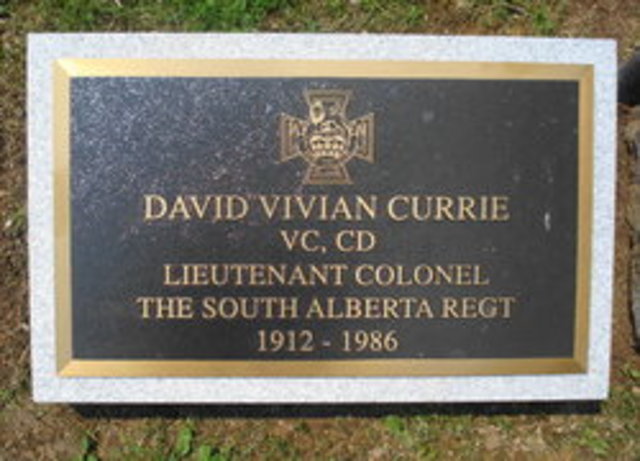 DAVID VIVIAN CURRIE
VC, CD
LIEUTENANT COLONEL
THE SOUTH ALBERTA REGT
1912 - 1986